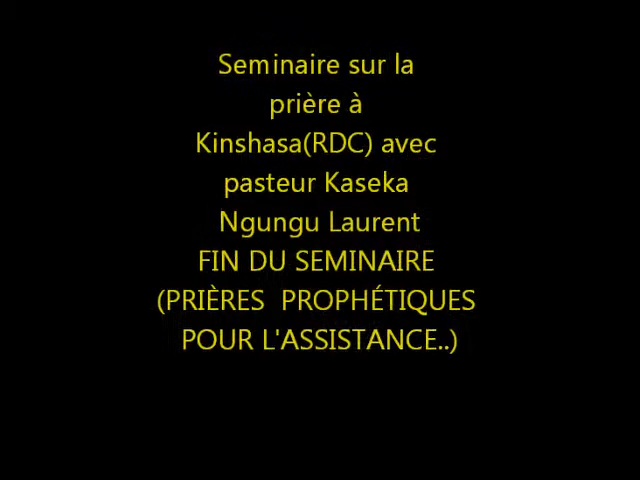 Seminaire sur la
prière à
Kinshasa(RDC) avec
pasteur Kaseka
Ngungu Laurent
FIN DU SEMINAIRE
(PRIÈRES  PROPHÉTIQUES
POUR L'ASSISTANCE..)